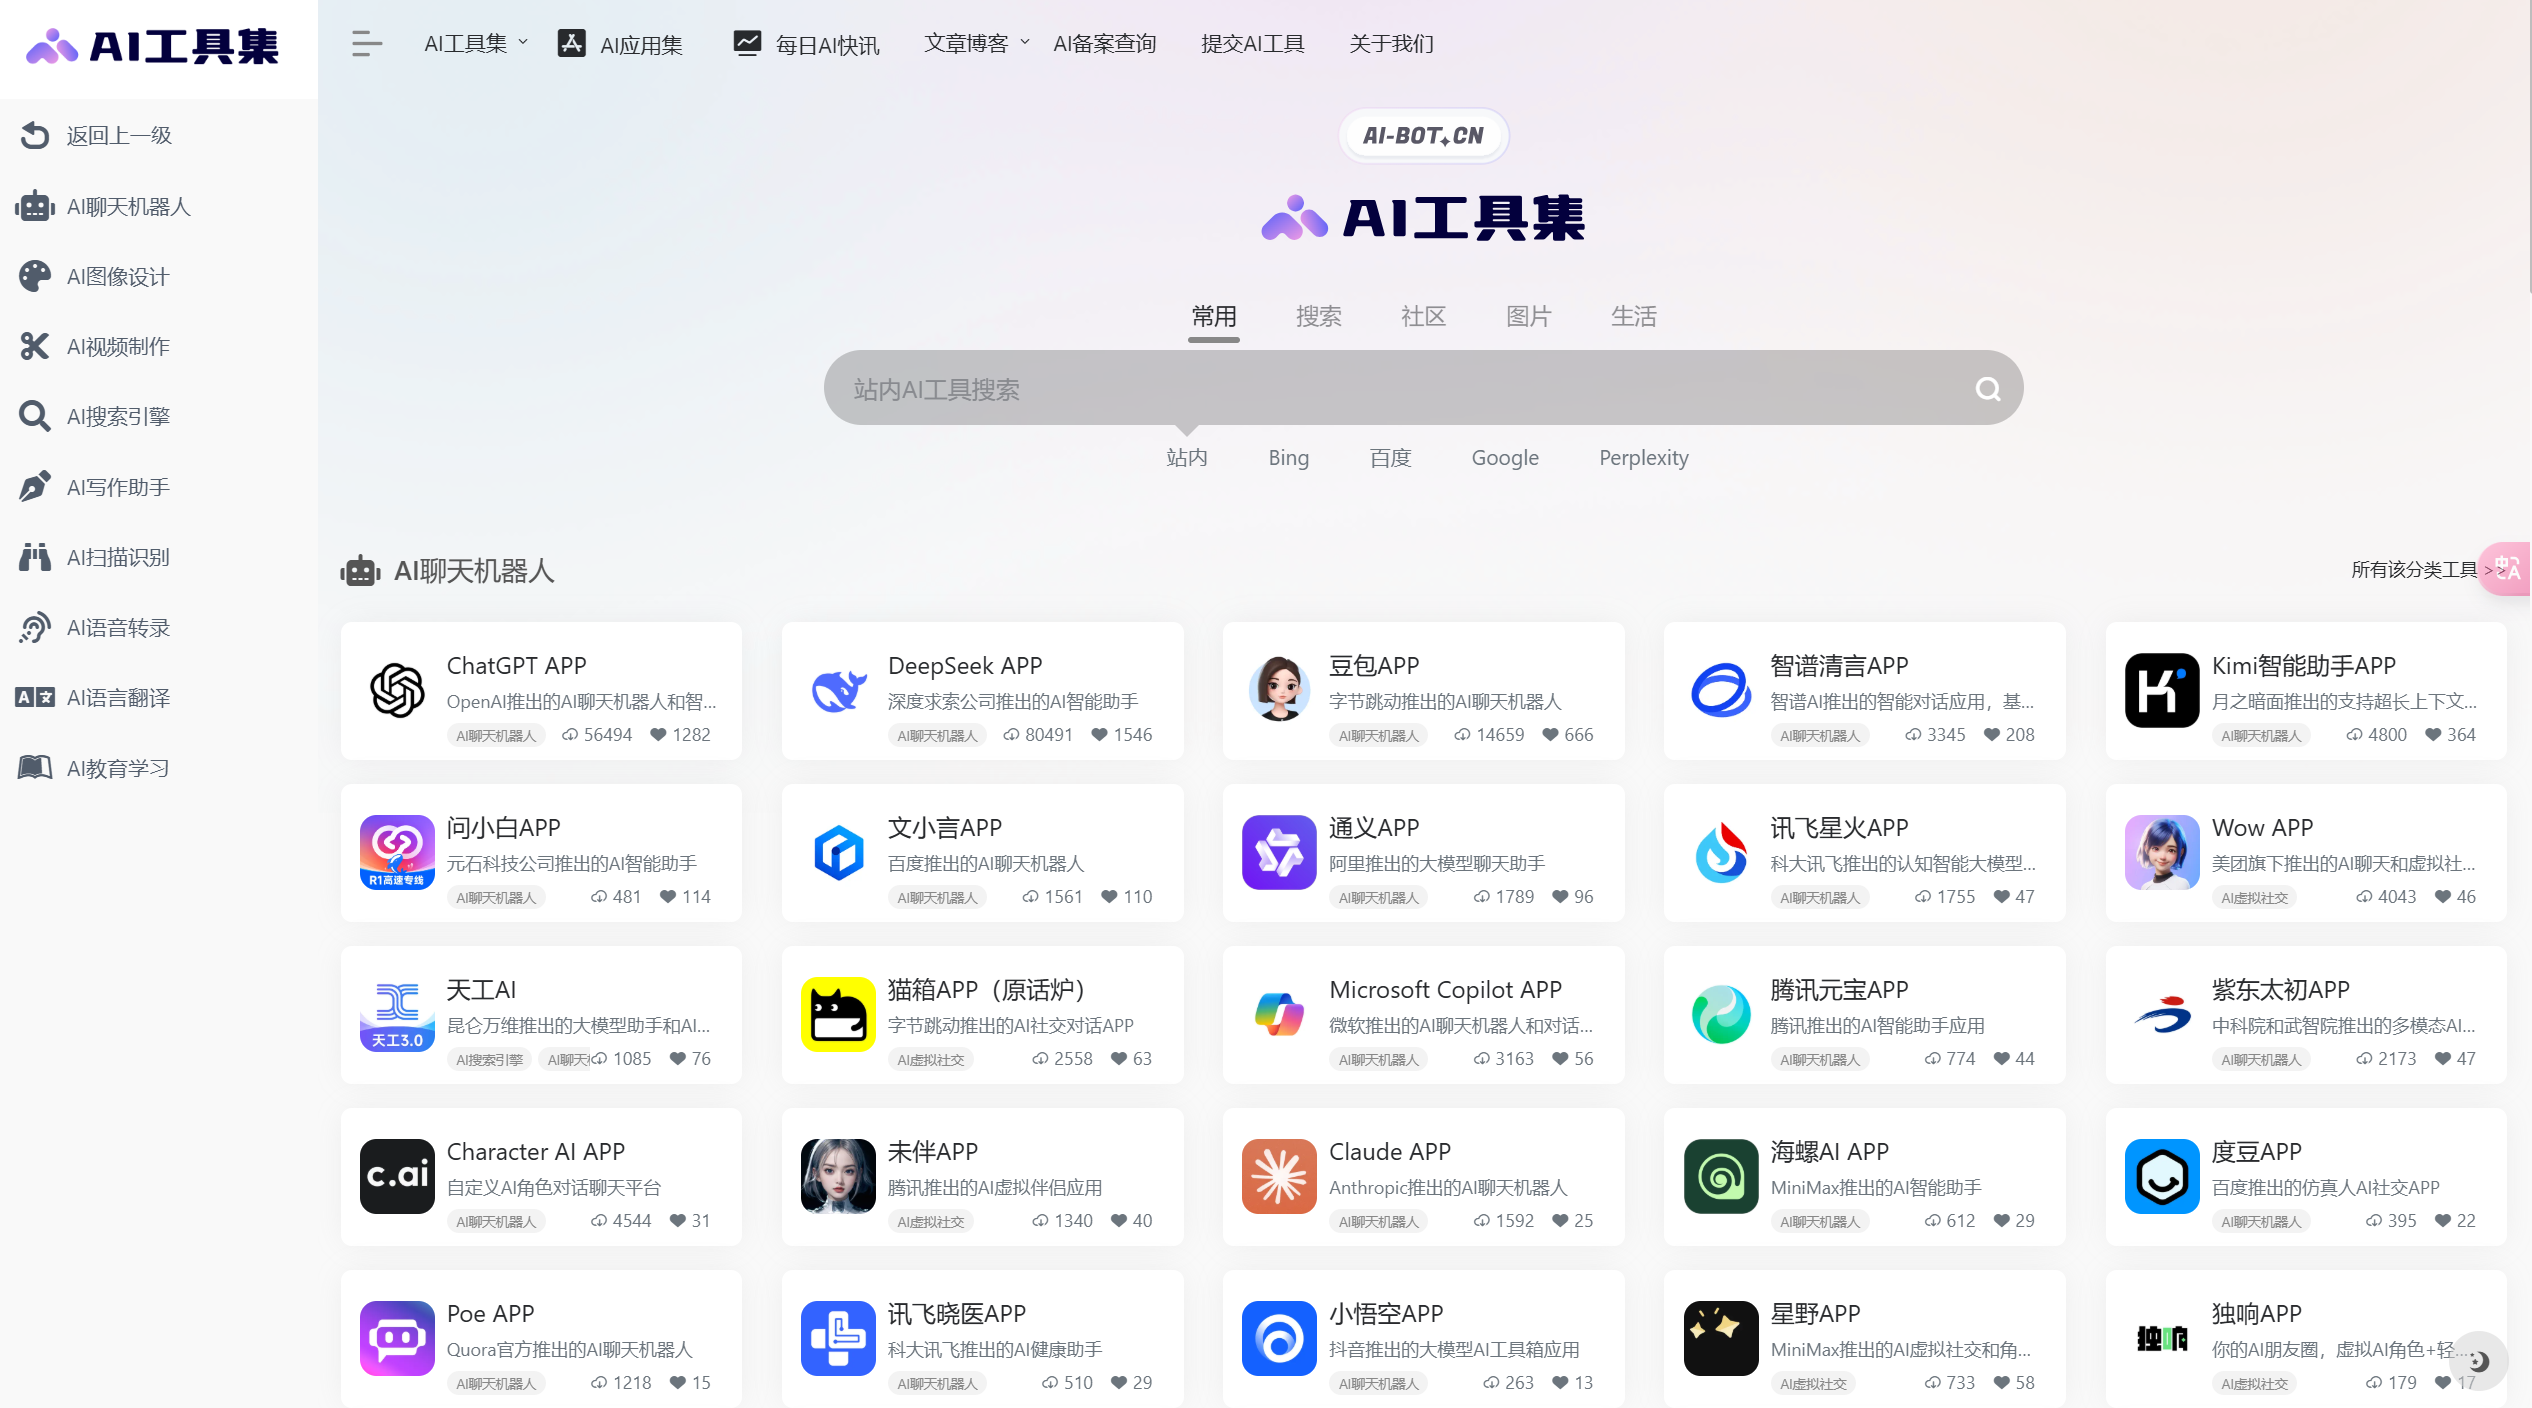 AI工具集
AI工具集
AI应用集
每日AI快讯
文章博客
AI备案查询
提交AI工具
关于我们
返回上一级
AI聊天机器人
AI图像设计
AI视频制作
AI搜索引擎
AI写作助手
AI扫描识别
AI语音转录
AI语言翻译
AI教育学习
AI-BOT.CN
AI工具集
常用 搜索 社区 图片 生活
站内AI工具搜索
站内 Bing 百度 Google Perplexity
AI聊天机器人
所有该分类工具 >>
中A
ChatGPT APP
OpenAI推出的AI聊天机器人和智...
AI聊天机器人 56494 1282
DeepSeek APP
深度求索公司推出的AI智能助手
AI聊天机器人 80491 1546
豆包APP
字节跳动推出的AI聊天机器人
AI聊天机器人 14659 666
智谱清言APP
智谱AI推出的智能对话应用，基...
AI聊天机器人 3345 208
K
Kimi智能助手APP
月之暗面推出的支持超长上下文...
AI聊天机器人 4800 364
R1高速专线
问小白APP
元石科技公司推出的AI智能助手
AI聊天机器人 481 114
文小言APP
百度推出的AI聊天机器人
AI聊天机器人 1561 110
通义APP
阿里推出的大模型聊天助手
AI聊天机器人 1789 96
讯飞星火APP
科大讯飞推出的认知智能大模型...
AI聊天机器人 1755 47
Wow APP
美团旗下推出的AI聊天和虚拟社...
AI虚拟社交 4043 46
天工3.0
天工AI
昆仑万维推出的大模型助手和AI...
AI搜索引擎 AI聊天 1085 76
猫箱APP（原话炉）
字节跳动推出的AI社交对话APP
AI虚拟社交 2558 63
Microsoft Copilot APP
微软推出的AI聊天机器人和对话...
AI聊天机器人 3163 56
腾讯元宝APP
腾讯推出的AI智能助手应用
AI聊天机器人 774 44
紫东太初APP
中科院和武智院推出的多模态AI...
AI聊天机器人 2173 47
c.ai
Character AI APP
自定义AI角色对话聊天平台
AI聊天机器人 4544 31
未伴APP
腾讯推出的AI虚拟伴侣应用
AI虚拟社交 1340 40
Claude APP
Anthropic推出的AI聊天机器人
AI聊天机器人 1592 25
海螺AI APP
MiniMax推出的AI智能助手
AI聊天机器人 612 29
度豆APP
百度推出的仿真人AI社交APP
AI聊天机器人 395 22
Poe APP
Quora官方推出的AI聊天机器人
AI聊天机器人 1218 15
讯飞晓医APP
科大讯飞推出的AI健康助手
AI聊天机器人 510 29
小悟空APP
抖音推出的大模型AI工具箱应用
AI聊天机器人 263 13
星野APP
MiniMax推出的AI虚拟社交和角...
AI虚拟社交 733 58
独响
独响APP
你的AI朋友圈，虚拟AI角色+轻...
AI虚拟社交 179 17